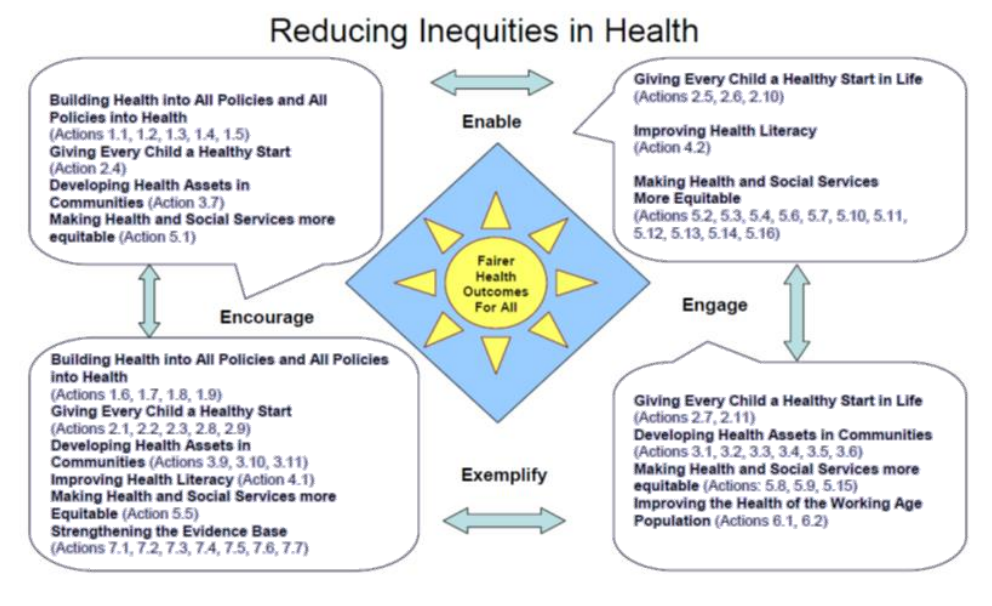 Reducing Inequities in Health
Building Health into All Policies and All
Policies into Health
(Actions 1.1, 1.2, 1.3, 1.4, 1.5)
Giving Every Child a Healthy Start
(Action 2.4)
Developing Health Assets in
Communities (Action 3.7)
Making Health and Social Services more
equitable (Action 5.1)
Enable
Giving Every Child a Healthy Start in Life
(Actions 2.5, 2.6, 2.10)
Improving Health Literacy
(Action 4.2)
Making Health and Social Services
More Equitable
(Actions 5.2, 5.3, 5.4, 5.6, 5.7, 5.10, 5.11,
5.12, 5.13, 5.14, 5.16)
Fairer
Health
Outcomes
For All
Encourage
Engage
Building Health into All Policies and All Policies
into Health
(Actions 1.6, 1.7, 1.8, 1.9)
Giving Every Child a Healthy Start
(Actions 2.1, 2.2, 2.3, 2.8, 2.9)
Developing Health Assets in
Communities (Actions 3.9, 3.10, 3.11)
Improving Health Literacy (Action 4.1)
Making Health and Social Services more
Equitable (Action 5.5)
Strengthening the Evidence Base
(Actions 7.1, 7.2, 7.3, 7.4, 7.5, 7.6, 7.7)
Exemplify
Giving Every Child a Healthy Start in Life
(Actions 2.7, 2.11)
Developing Health Assets in Communities
(Actions 3.1, 3.2, 3.3, 3.4, 3.5, 3.6)
Making Health and Social Services more
equitable (Actions: 5.8, 5.9, 5.15)
Improving the Health of the Working Age
Population (Actions 6.1, 6.2)